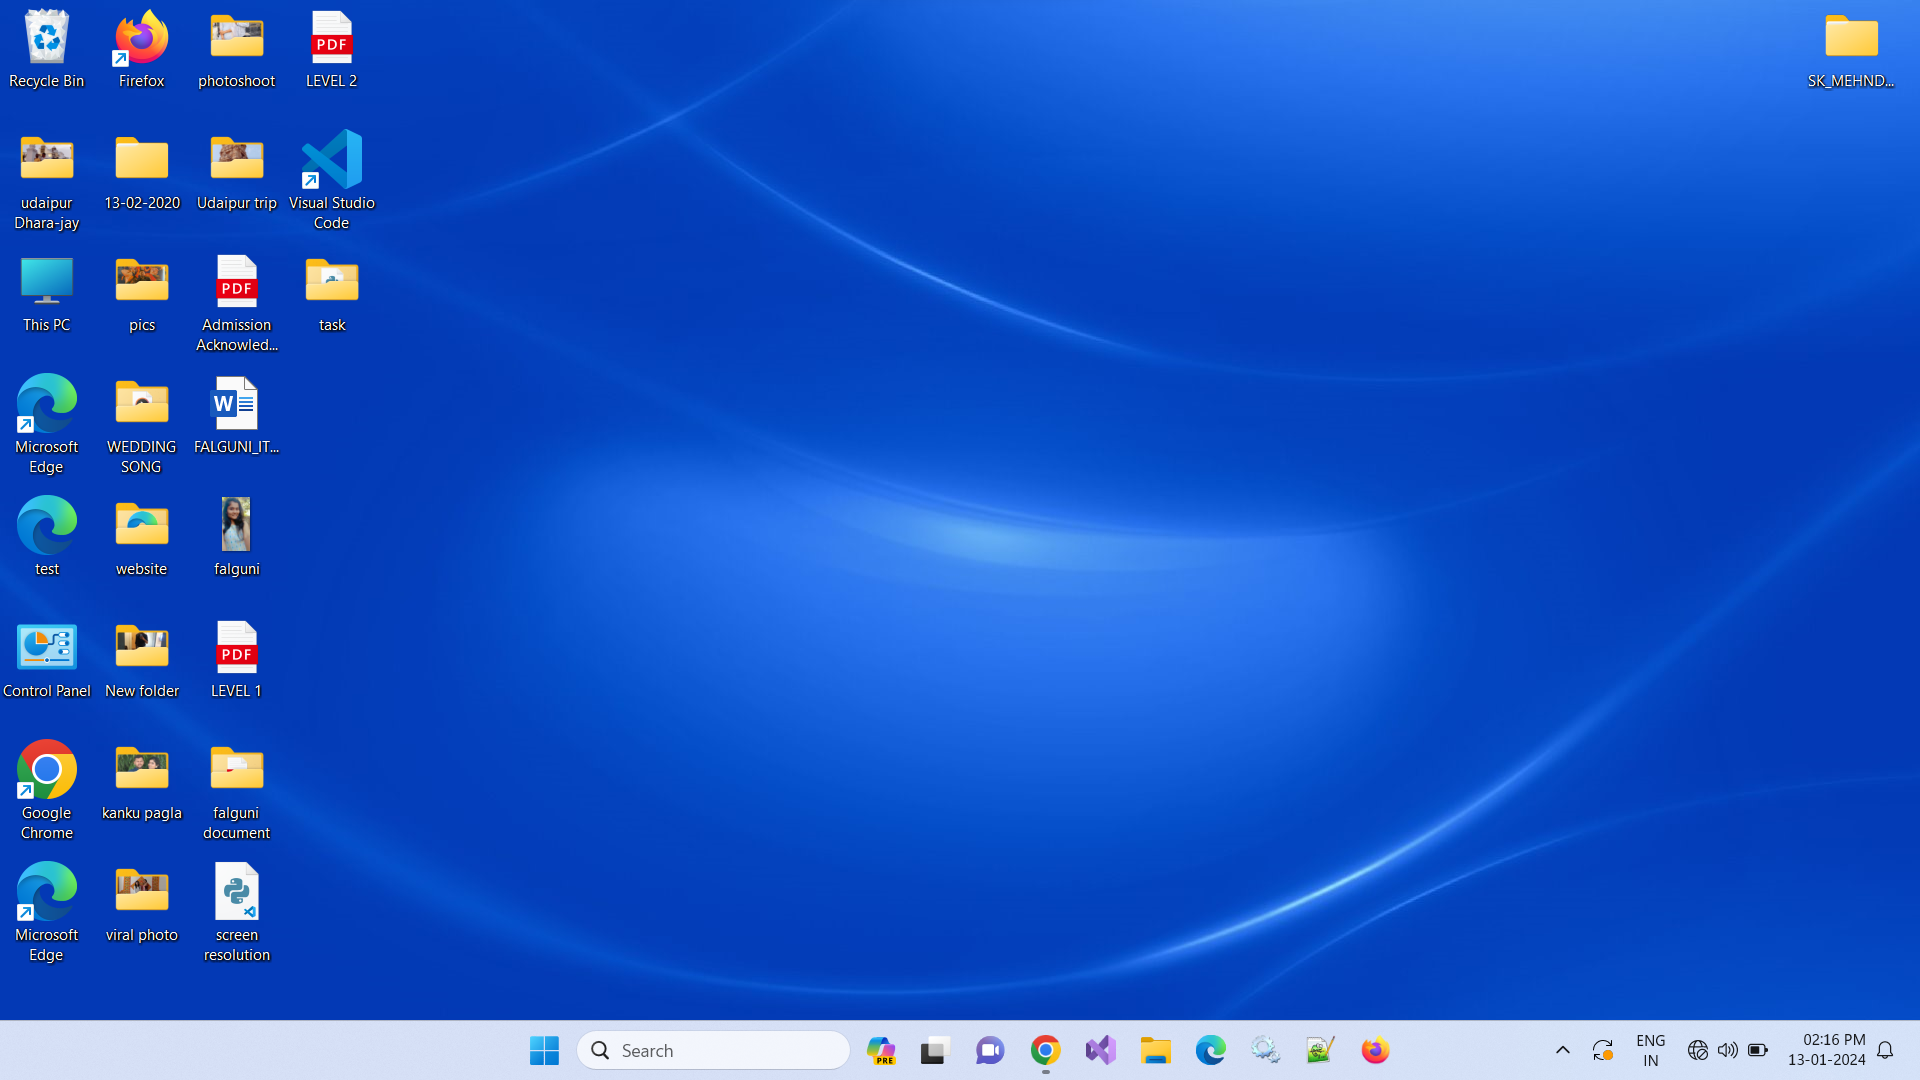 Recycle Bin
Firefox
photoshoot
PDF
LEVEL 2
SK_MEHND...
udaipur
Dhara-jay
13-02-2020
Udaipur trip
Visual Studio
Code
This PC
pics
PDF
Admission
Acknowled...
task
Microsoft
Edge
WEDDING
SONG
W
FALGUNI_IT...
test
website
falguni
Control Panel
New folder
PDF
LEVEL 1
Google
Chrome
kanku pagla
falguni
document
Microsoft
Edge
viral photo
screen
resolution
Search
PRE
ENG
IN
02:16 PM
13-01-2024